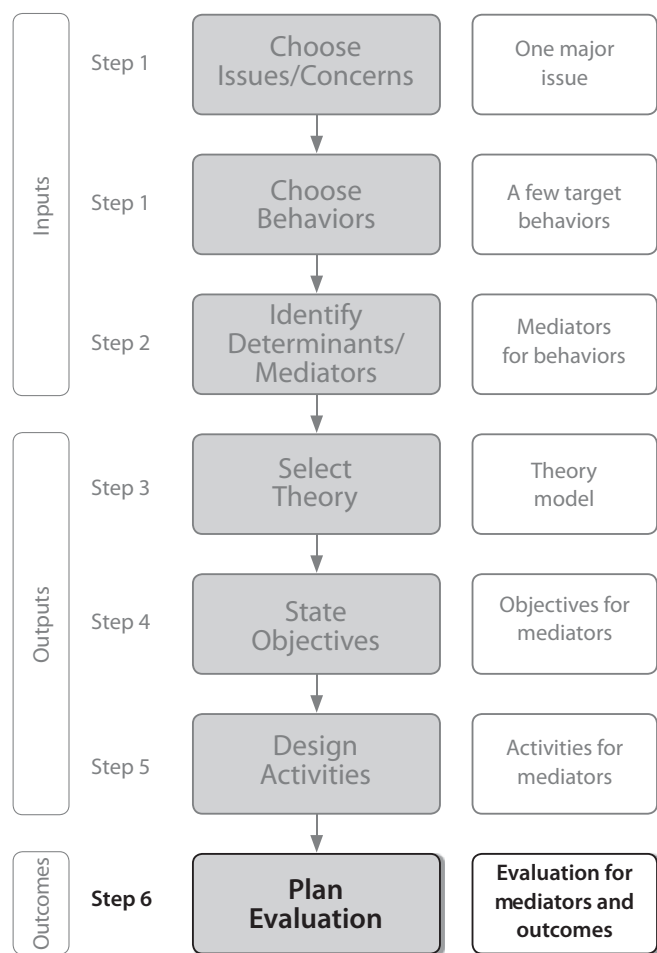 Inputs
Step 1
Choose
Issues/Concerns
One major
issue
Step 1
Choose
Behaviors
A few target
behaviors
Step 2
Identify
Determinants/
Mediators
Mediators
for behaviors
Outputs
Step 3
Select
Theory
Theory
model
Step 4
State
Objectives
Objectives for
mediators
Step 5
Design
Activities
Activities for
mediators
Outcomes
Step 6
Plan
Evaluation
Evaluation for
mediators and
outcomes